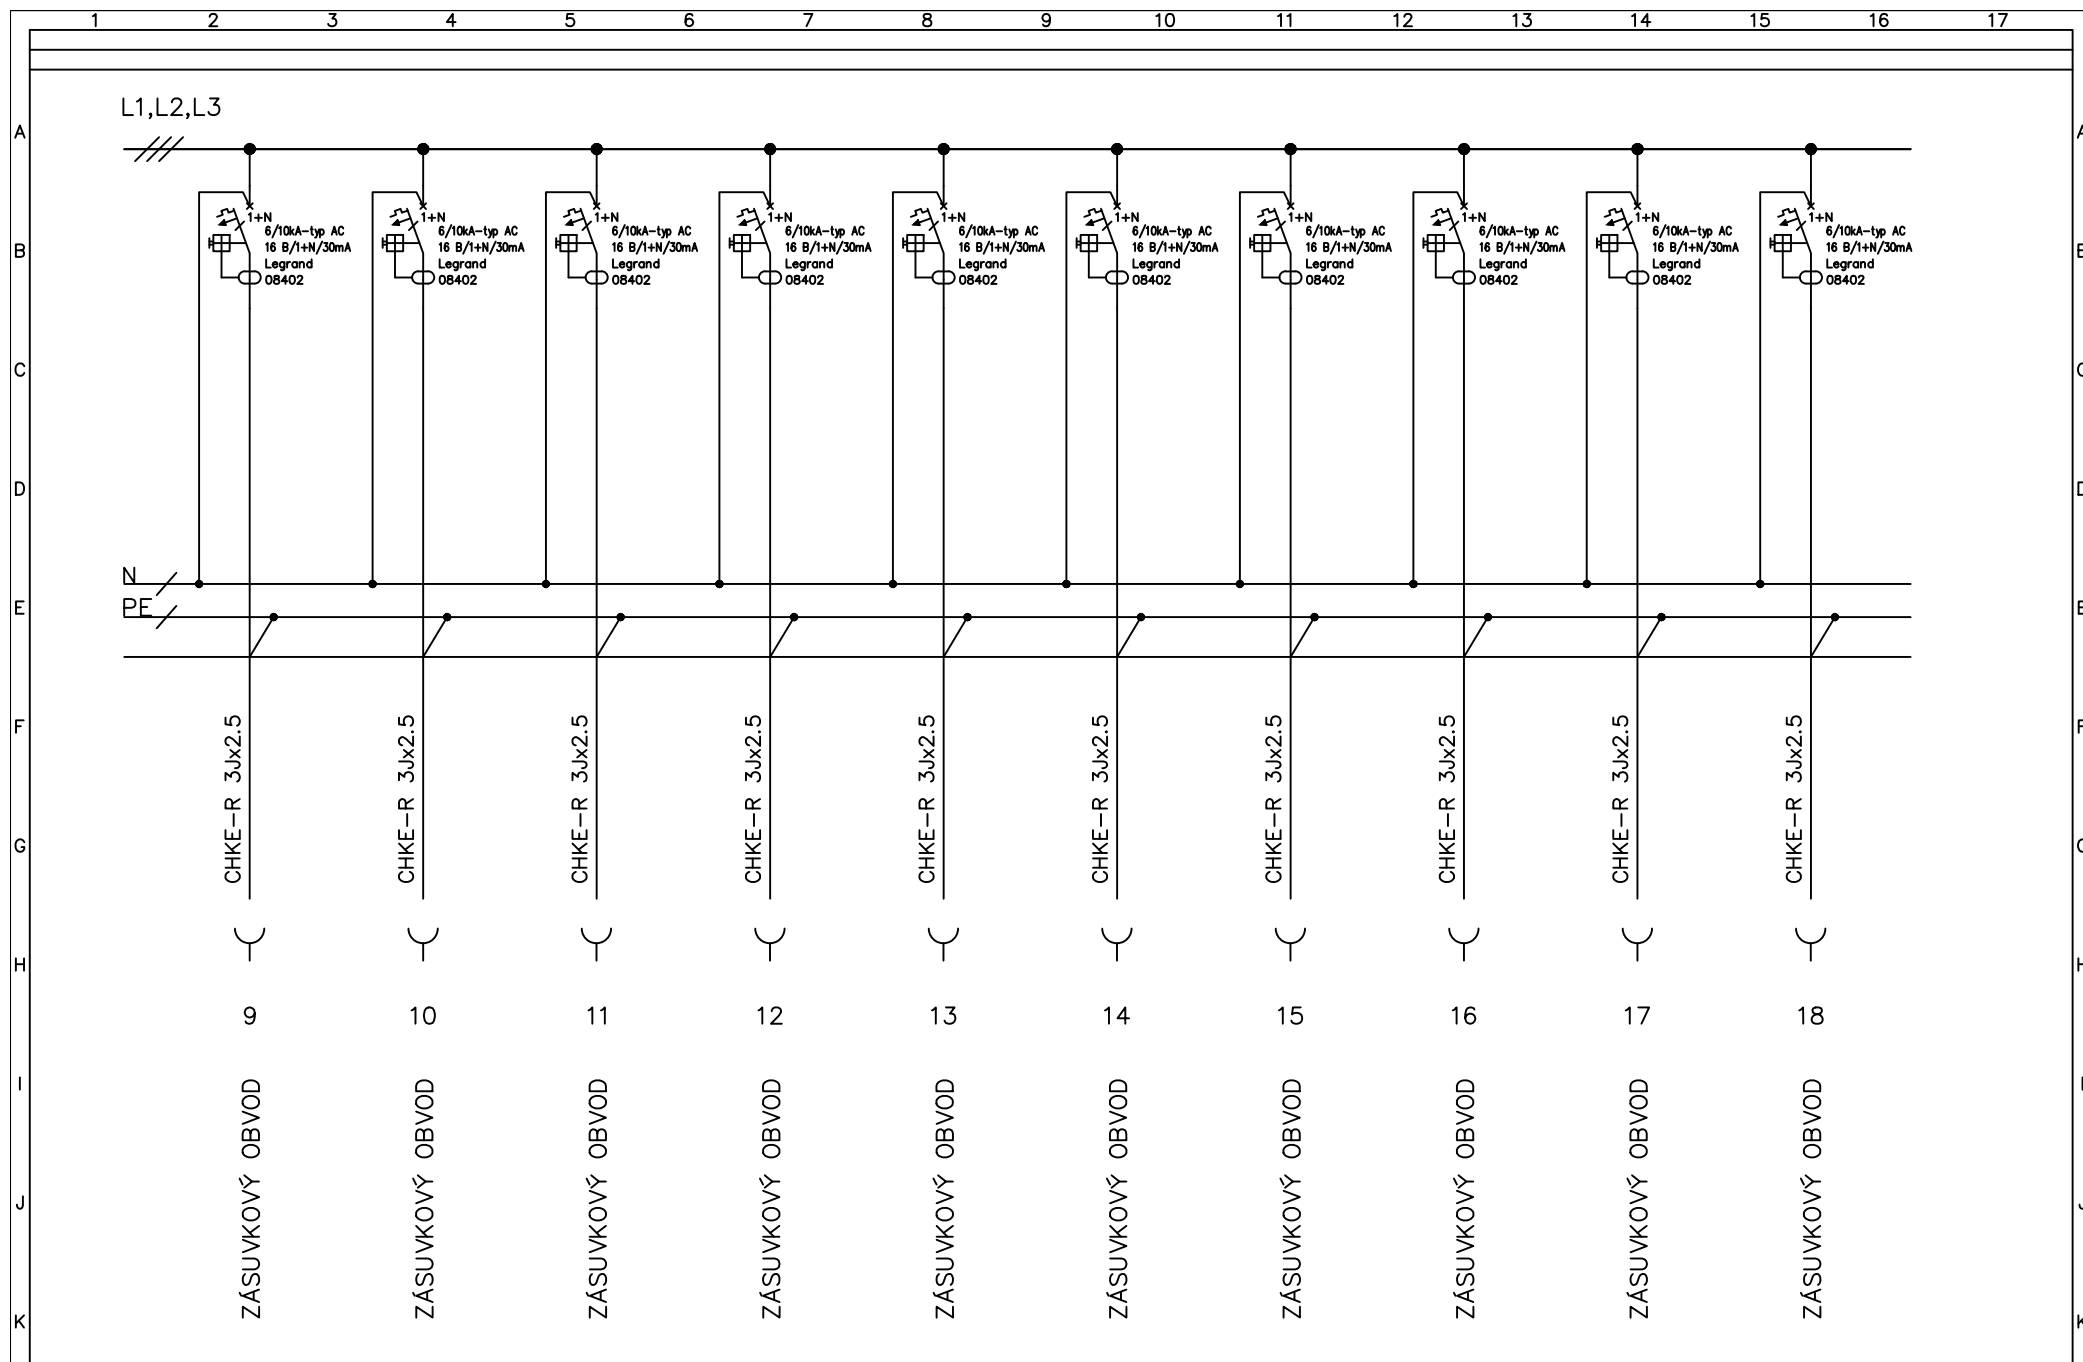 1 2 3 4 5 6 7 8 9 10 11 12 13 14 15 16 17
L1,L2,L3
A A
1+N 1+N 1+N 1+N 1+N 1+N 1+N 1+N 1+N 1+N
6/10kA-typ AC 6/10kA-typ AC 6/10kA-typ AC 6/10kA-typ AC 6/10kA-typ AC 6/10kA-typ AC 6/10kA-typ AC 6/10kA-typ AC 6/10kA-typ AC 6/10kA-typ AC
B 16 B/1+N/30mA 16 B/1+N/30mA 16 B/1+N/30mA 16 B/1+N/30mA 16 B/1+N/30mA 16 B/1+N/30mA 16 B/1+N/30mA 16 B/1+N/30mA 16 B/1+N/30mA 16 B/1+N/30mA B
Legrand Legrand Legrand Legrand Legrand Legrand Legrand Legrand Legrand Legrand
08402 08402 08402 08402 08402 08402 08402 08402 08402 08402
C C
D D
N
E PE E
F F
CHKE-R 3Jx2.5 CHKE-R 3Jx2.5 CHKE-R 3Jx2.5 CHKE-R 3Jx2.5 CHKE-R 3Jx2.5 CHKE-R 3Jx2.5 CHKE-R 3Jx2.5 CHKE-R 3Jx2.5 CHKE-R 3Jx2.5 CHKE-R 3Jx2.5
G G
H H
9 10 11 12 13 14 15 16 17 18
I I
ZÁSUVKOVÝ OBVOD ZÁSUVKOVÝ OBVOD ZÁSUVKOVÝ OBVOD ZÁSUVKOVÝ OBVOD ZÁSUVKOVÝ OBVOD ZÁSUVKOVÝ OBVOD ZÁSUVKOVÝ OBVOD ZÁSUVKOVÝ OBVOD ZÁSUVKOVÝ OBVOD ZÁSUVKOVÝ OBVOD
J J
K K